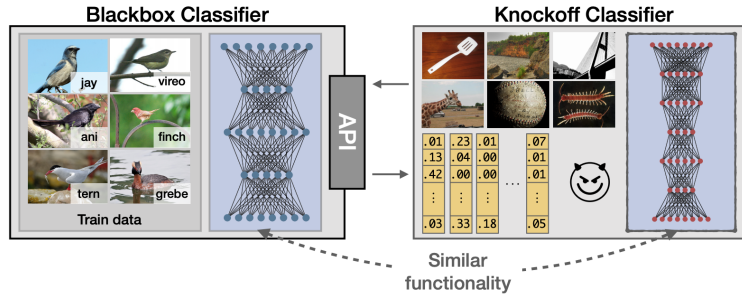 Blackbox Classifier
jay
vireo
ani
finch
tern
grebe
Train data
API
Knockoff Classifier
.01 .23 .01 .07
.13 .04 .00 .01
.42 .00 .00 ... .01
⋮ ⋮ ⋮ ⋮
.03 .33 .18 .05
Similar
functionality